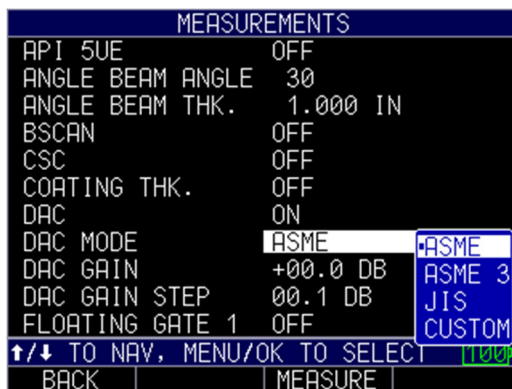 MEASUREMENTS
API 5UE OFF
ANGLE BEAM ANGLE 30
ANGLE BEAM THK. 1.000 IN
BSCAN OFF
CSC OFF
COATING THK. OFF
DAC ON
DAC MODE ASME
DAC GAIN +00.0 DB
DAC GAIN STEP 00.1 DB
FLOATING GATE 1 OFF
•ASME
ASME 3
JIS
CUSTOM
↑/↓ TO NAV, MENU/OK TO SELECT
BACK MEASURE